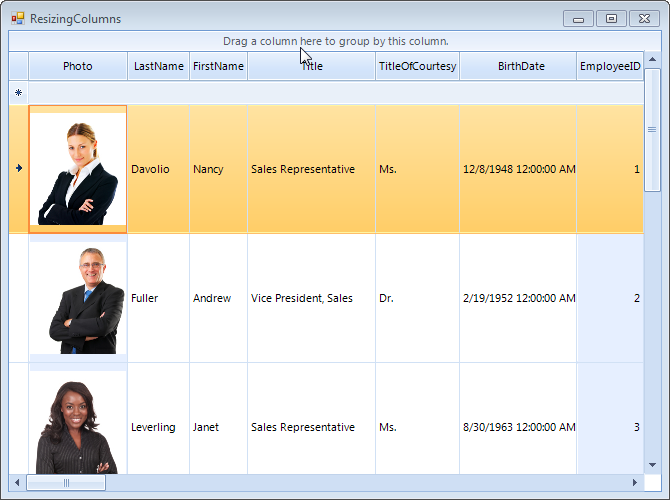 ResizingColumns
Drag a column here to group by this column.
Photo LastName FirstName Title TitleOfCourtesy BirthDate EmployeeID
Davolio Nancy Sales Representative Ms. 12/8/1948 12:00:00 AM 1
Fuller Andrew Vice President, Sales Dr. 2/19/1952 12:00:00 AM 2
Leverling Janet Sales Representative Ms. 8/30/1963 12:00:00 AM 3